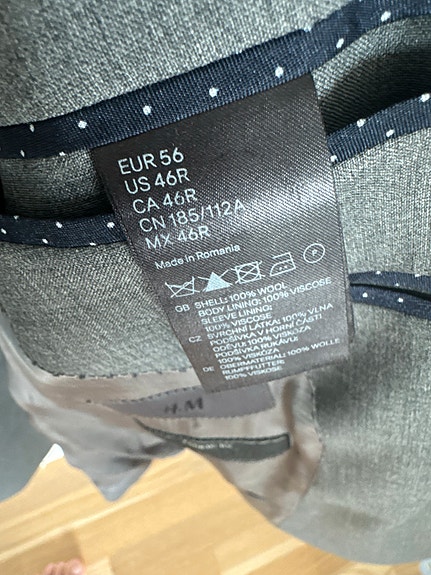 EUR 56
US 46R
CA 46R
CN 185/112A
MX 46R
Made in Romania
P
GB SHELL: 100% WOOL
BODY LINING: 100% VISCOSE
SLEEVE LINING:
100% VISCOSE
CZ SVRCHNÍ LÁTKA: 100% VLNA
PODŠÍVKA V HORNÍ ČÁSTI
ODĚVU: 100% VISKÓZA
PODŠÍVKA RUKÁVU:
100% VISKÓZA
DE OBERMATERIAL: 100% WOLLE
RUMPFFUTTER:
100% VISKOSE
H.M